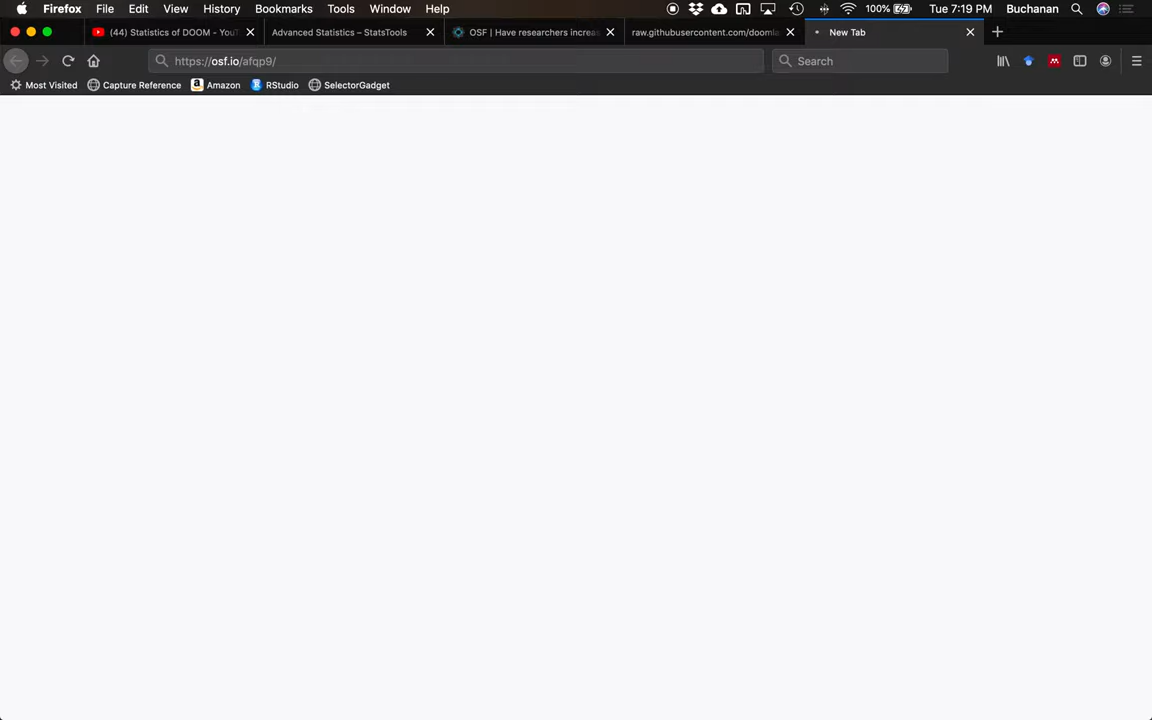 Firefox File Edit View History Bookmarks Tools Window Help 100% Tue 7:19 PM Buchanan
(44) Statistics of DOOM - YouT Advanced Statistics – StatsTools OSF | Have researchers increa raw.githubusercontent.com/doomla New Tab
https://osf.io/afqp9/ Search
Most Visited Capture Reference Amazon RStudio SelectorGadget